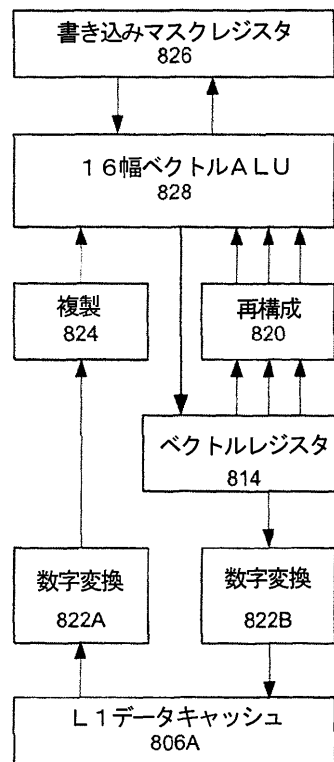 書き込みマスクレジスタ
826
16幅ベクトルALU
828
複製
824
再構成
820
ベクトルレジスタ
814
数字変換
822A
数字変換
822B
L1データキャッシュ
806A